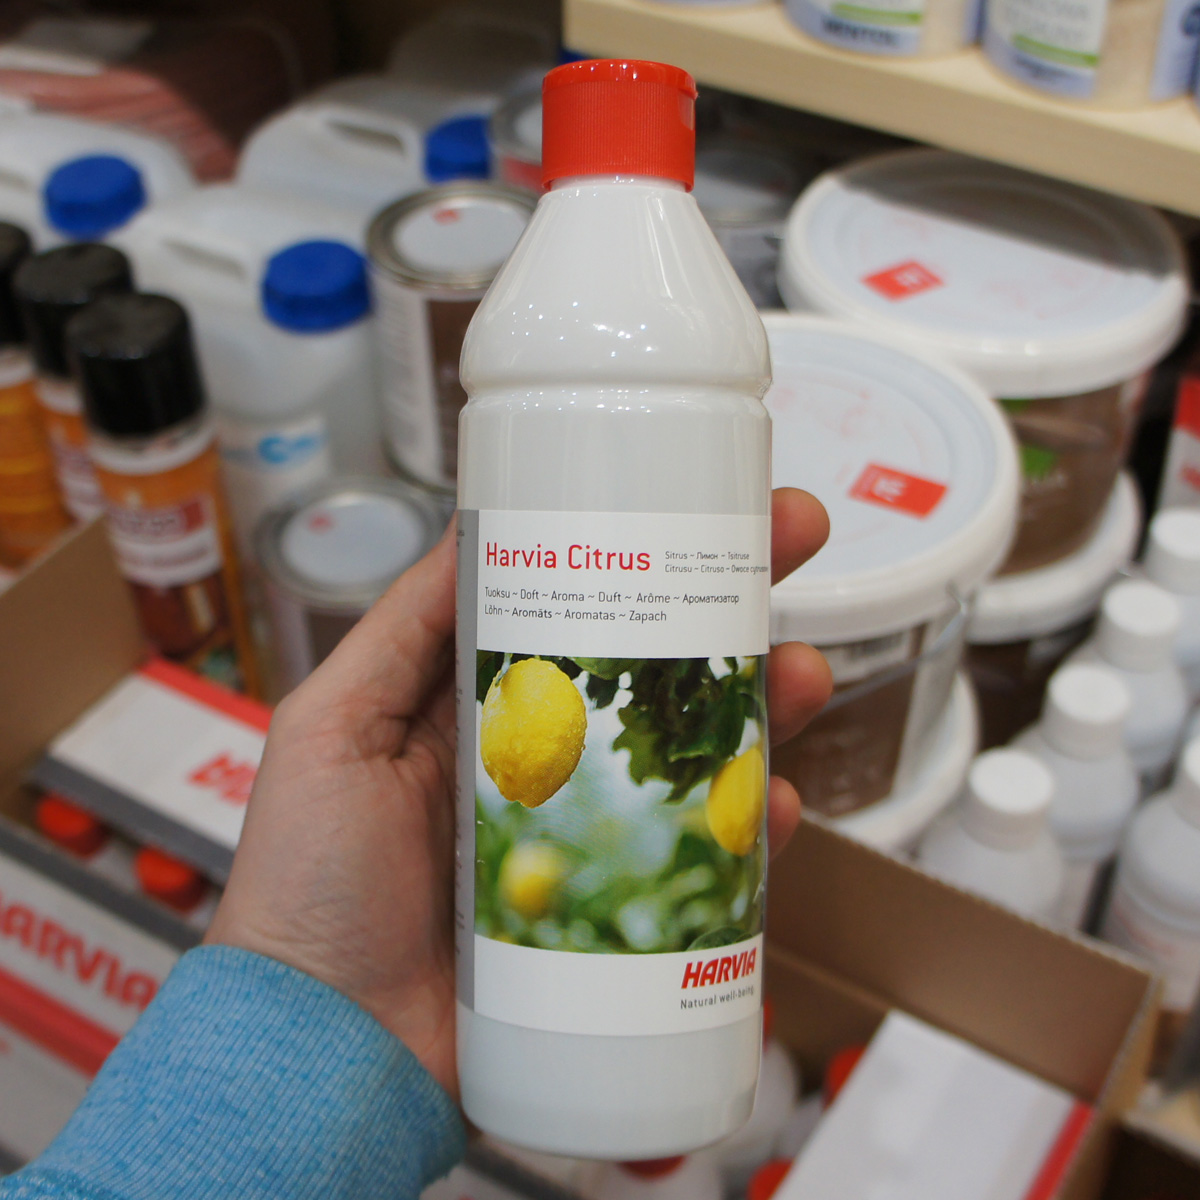 Harvia Citrus
Sitrus ~ Лимон ~ Tsitruse
Citrusu ~ Citruso ~ Owoce cytrusowe
Tuoksu ~ Doft ~ Aroma ~ Duft ~ Arôme ~ Ароматизатор
Lõhn ~ Aromāts ~ Aromatas ~ Zapach
HARVIA
Natural well-being
HARVIA